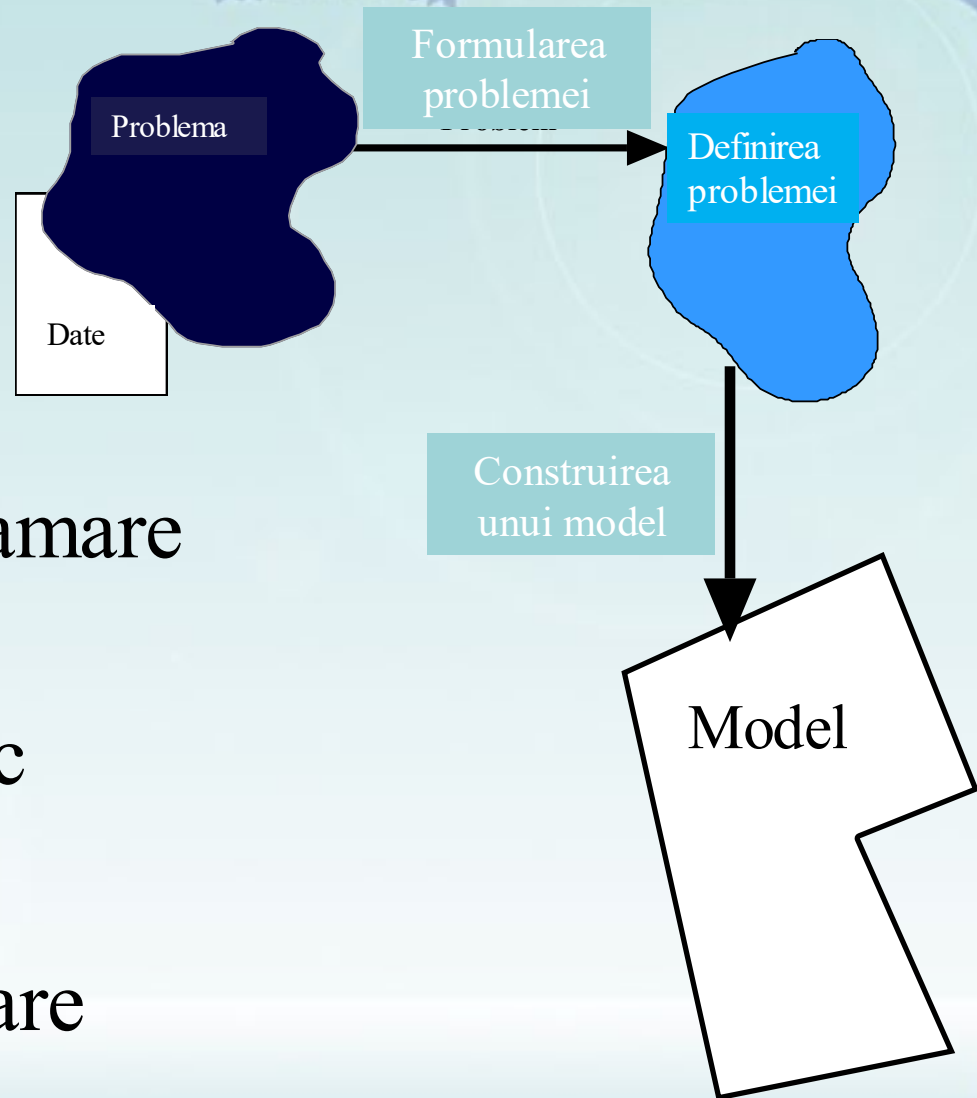 Formularea
problemei
Problema
Definirea
problemei
Date
Construirea
unui model
amare
Model
c
are